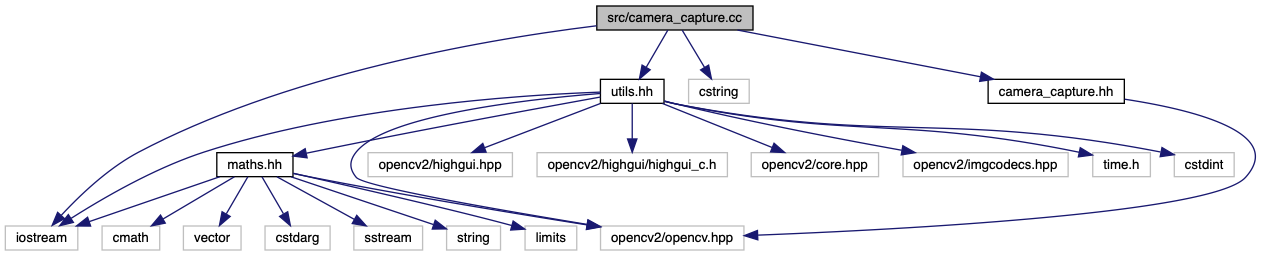 src/camera_capture.cc
utils.hh
cstring
camera_capture.hh
maths.hh
opencv2/highgui.hpp
opencv2/highgui/highgui_c.h
opencv2/core.hpp
opencv2/imgcodecs.hpp
time.h
cstdint
iostream
cmath
vector
cstdarg
sstream
string
limits
opencv2/opencv.hpp